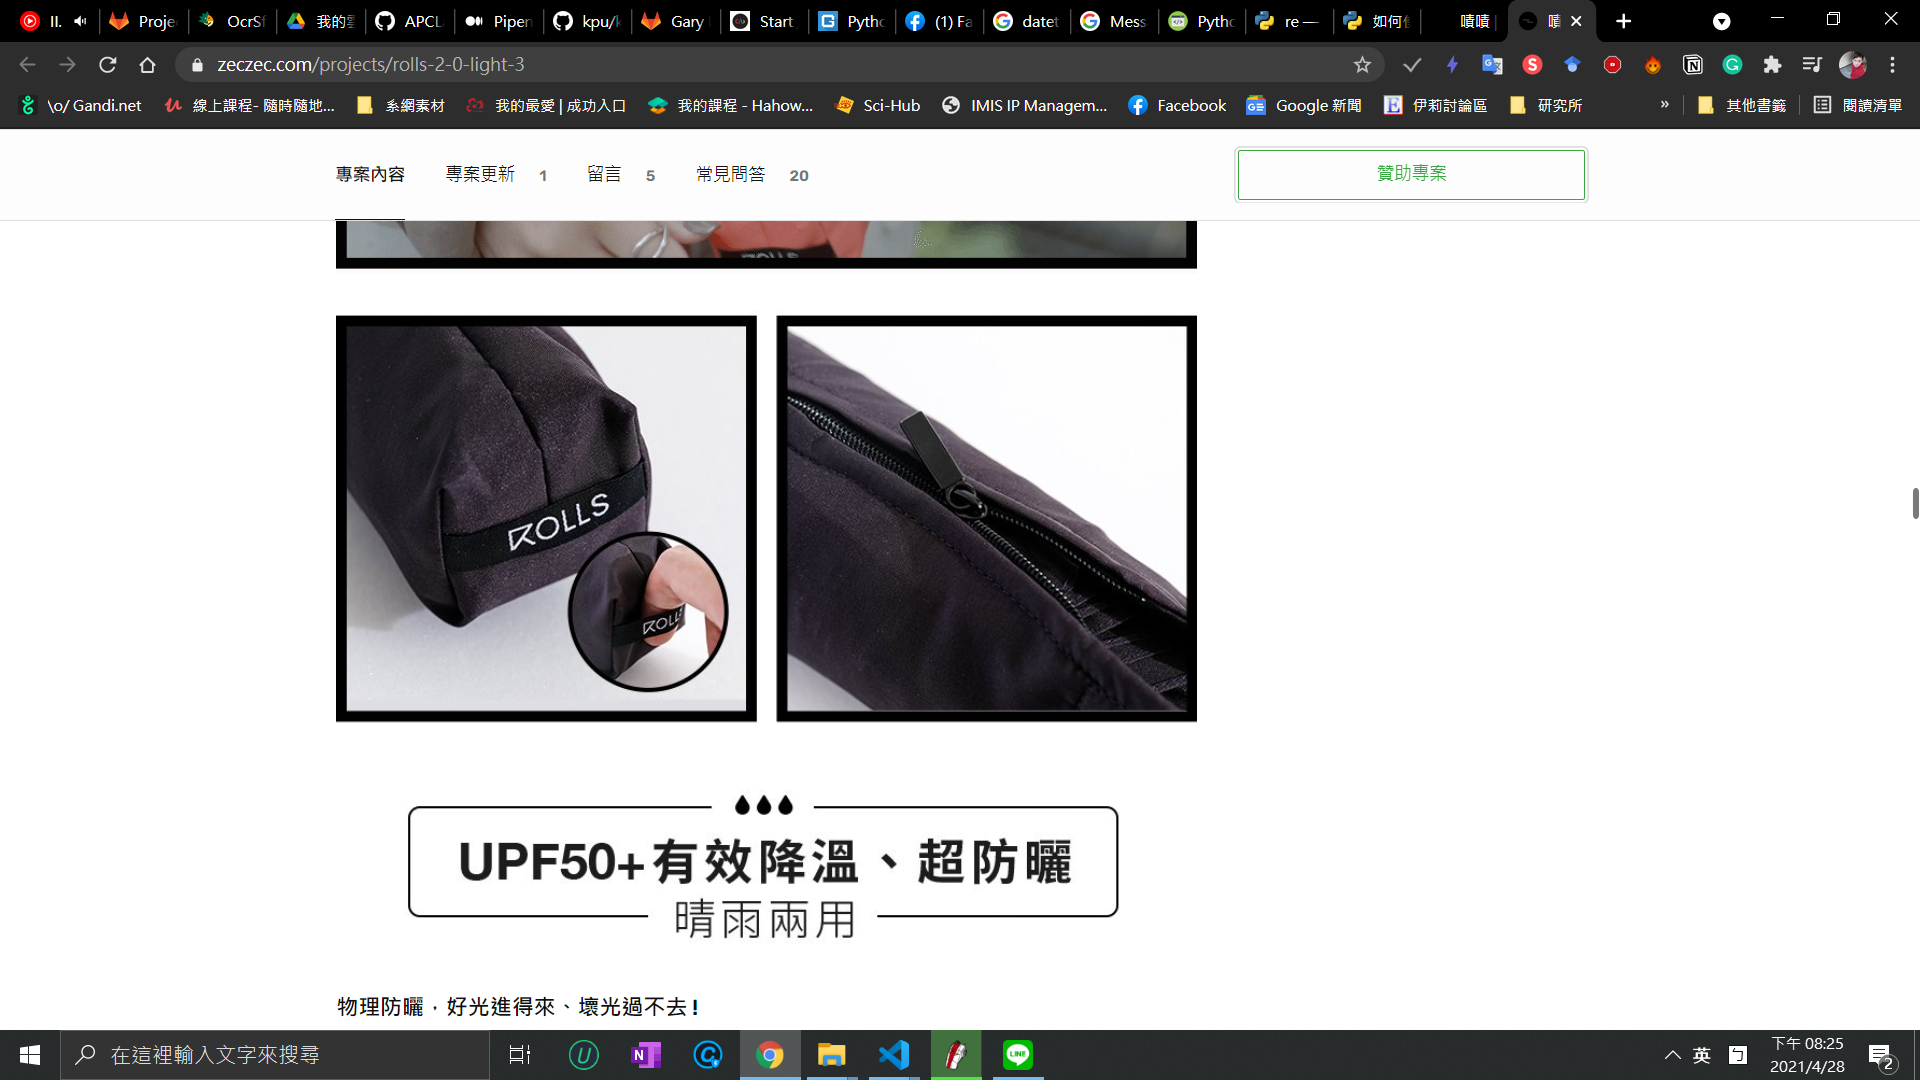 II.
Proje
OcrSf
我的雲
APCL
Pipen
kpu/k
Gary
Start
Pytho
(1) Fa
datet
Mess
Pytho
re —
如何使
嘖嘖 |
嘖
zeczec.com/projects/rolls-2-0-light-3
\o/ Gandi.net
線上課程- 隨時隨地...
系網素材
我的最愛 | 成功入口
我的課程 - Hahow...
Sci-Hub
IMIS IP Managem...
Facebook
Google 新聞
伊莉討論區
研究所
»
其他書籤
閱讀清單
專案內容
專案更新 1
留言 5
常見問答 20
贊助專案
ROLLS
ROLLS
ROLLS
UPF50+有效降溫、超防曬
晴雨兩用
物理防曬，好光進得來、壞光過不去！
在這裡輸入文字來搜尋
英
ㄅ
下午 08:25
2021/4/28
2